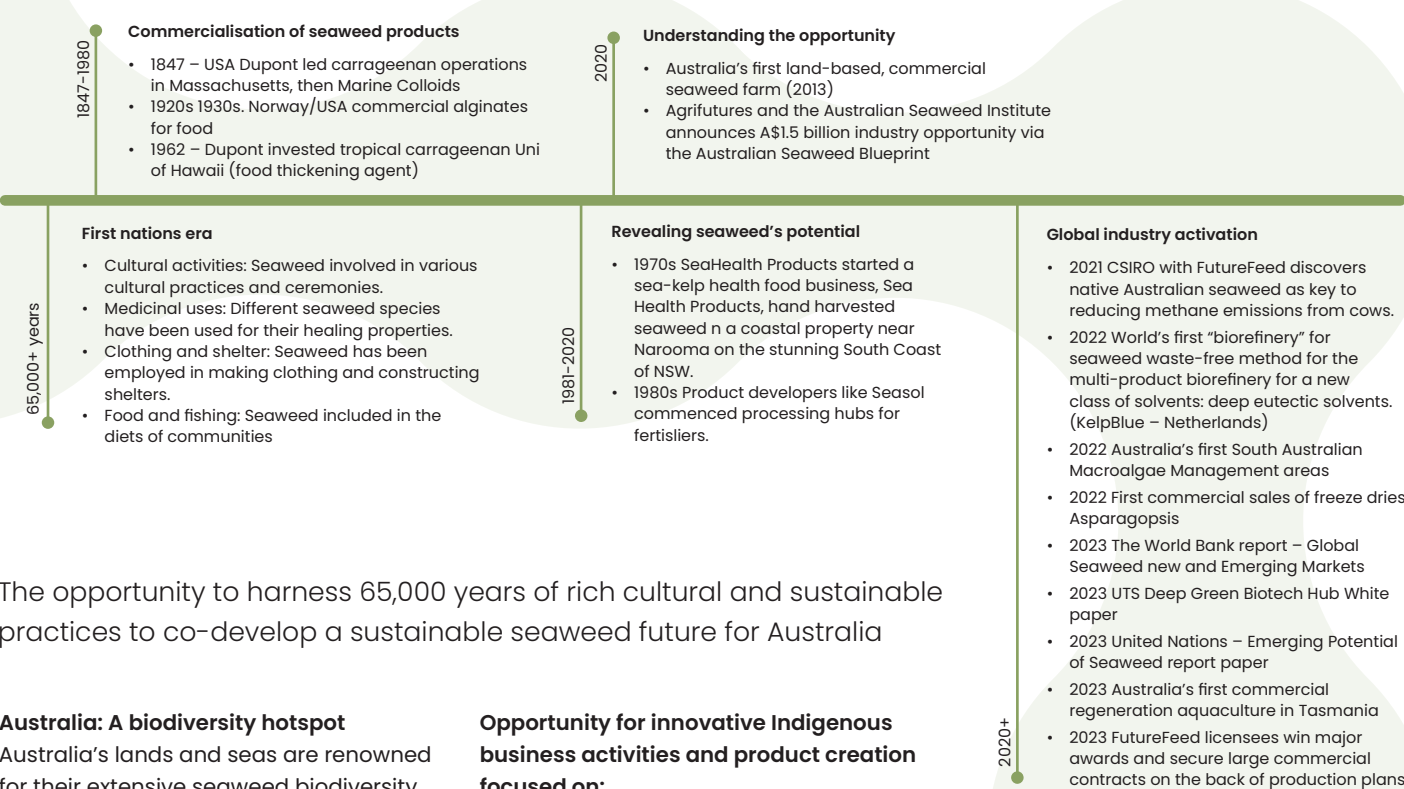 Commercialisation of seaweed products
1847-1980
• 1847 – USA Dupont led carrageenan operations
in Massachusetts, then Marine Colloids
• 1920s 1930s. Norway/USA commercial alginates
for food
• 1962 – Dupont invested tropical carrageenan Uni
of Hawaii (food thickening agent)
Understanding the opportunity
2020
• Australia’s first land-based, commercial
seaweed farm (2013)
• Agrifutures and the Australian Seaweed Institute
announces A$1.5 billion industry opportunity via
the Australian Seaweed Blueprint
First nations era
65,000+ years
• Cultural activities: Seaweed involved in various
cultural practices and ceremonies.
• Medicinal uses: Different seaweed species
have been used for their healing properties.
• Clothing and shelter: Seaweed has been
employed in making clothing and constructing
shelters.
• Food and fishing: Seaweed included in the
diets of communities
Revealing seaweed’s potential
1981-2020
• 1970s SeaHealth Products started a
sea-kelp health food business, Sea
Health Products, hand harvested
seaweed n a coastal property near
Narooma on the stunning South Coast
of NSW.
• 1980s Product developers like Seasol
commenced processing hubs for
fertisliers.
Global industry activation
2020+
• 2021 CSIRO with FutureFeed discovers
native Australian seaweed as key to
reducing methane emissions from cows.
• 2022 World’s first “biorefinery” for
seaweed waste-free method for the
multi-product biorefinery for a new
class of solvents: deep eutectic solvents.
(KelpBlue – Netherlands)
• 2022 Australia’s first South Australian
Macroalgae Management areas
• 2022 First commercial sales of freeze dries
Asparagopsis
• 2023 The World Bank report – Global
Seaweed new and Emerging Markets
• 2023 UTS Deep Green Biotech Hub White
paper
• 2023 United Nations – Emerging Potential
of Seaweed report paper
• 2023 Australia’s first commercial
regeneration aquaculture in Tasmania
• 2023 FutureFeed licensees win major
awards and secure large commercial
contracts on the back of production plans
The opportunity to harness 65,000 years of rich cultural and sustainable
practices to co-develop a sustainable seaweed future for Australia
Australia: A biodiversity hotspot
Australia’s lands and seas are renowned
for their extensive seaweed biodiversity
Opportunity for innovative Indigenous
business activities and product creation
focused on: